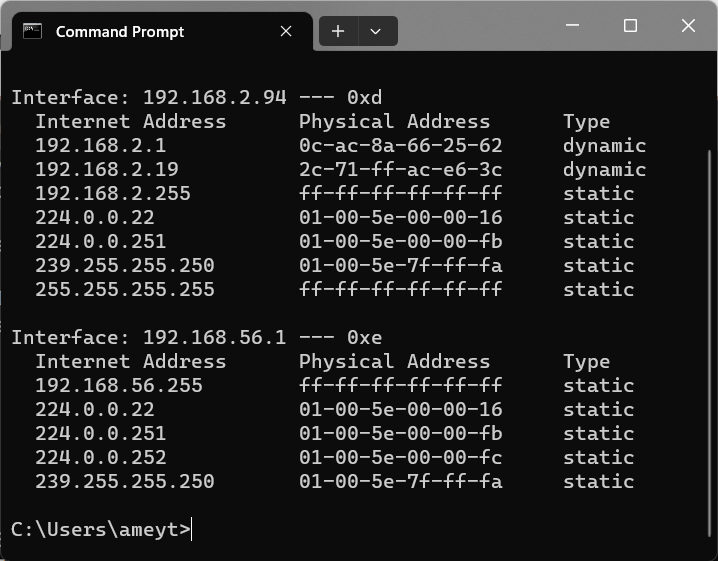 Command Prompt
Interface: 192.168.2.94 --- 0xd
  Internet Address      Physical Address      Type
  192.168.2.1           0c-ac-8a-66-25-62     dynamic
  192.168.2.19          2c-71-ff-ac-e6-3c     dynamic
  192.168.2.255         ff-ff-ff-ff-ff-ff     static
  224.0.0.22            01-00-5e-00-00-16     static
  224.0.0.251           01-00-5e-00-00-fb     static
  239.255.255.250       01-00-5e-7f-ff-fa     static
  255.255.255.255       ff-ff-ff-ff-ff-ff     static
Interface: 192.168.56.1 --- 0xe
  Internet Address      Physical Address      Type
  192.168.56.255        ff-ff-ff-ff-ff-ff     static
  224.0.0.22            01-00-5e-00-00-16     static
  224.0.0.251           01-00-5e-00-00-fb     static
  224.0.0.252           01-00-5e-00-00-fc     static
  239.255.255.250       01-00-5e-7f-ff-fa     static
C:\Users\ameyt>